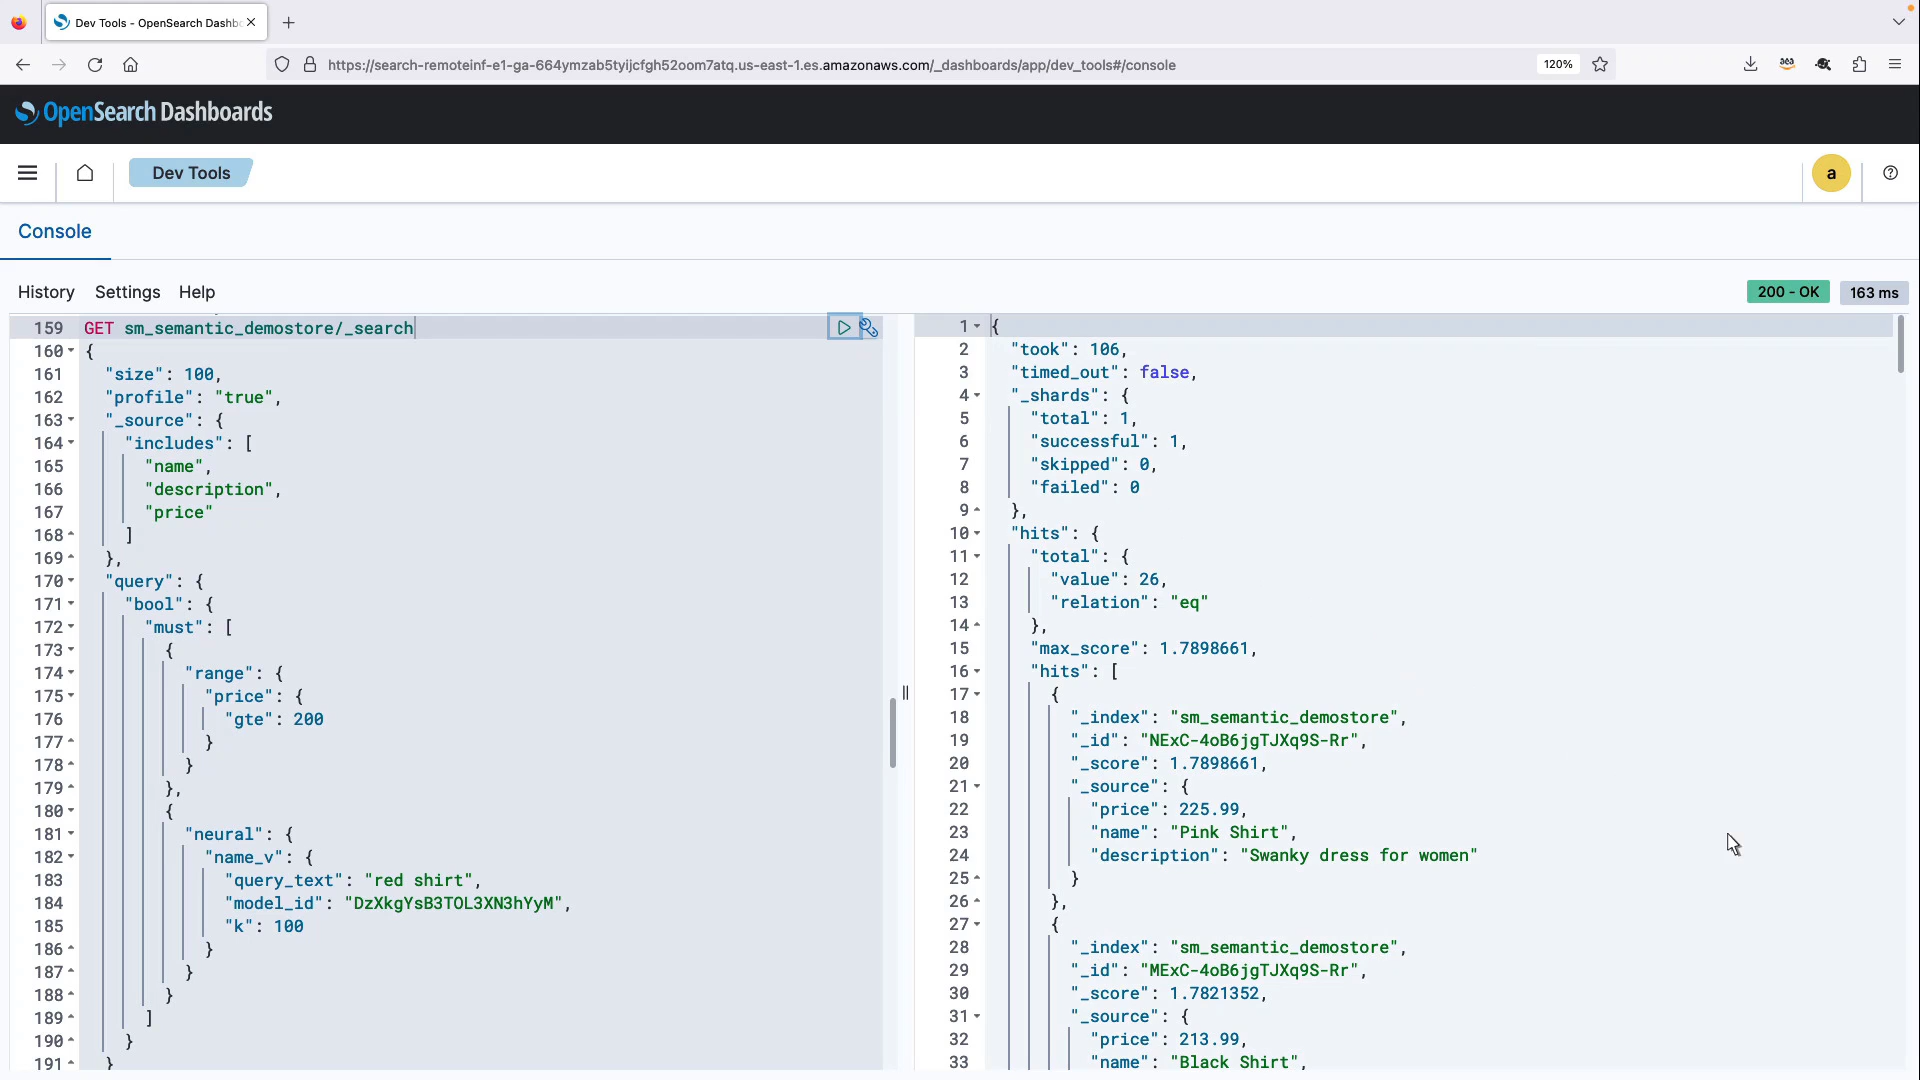 Dev Tools - OpenSearch Dashb
https://search-remoteinf-e1-ga-664ymzab5tyijcfgh52oom7atq.us-east-1.es.amazonaws.com/_dashboards/app/dev_tools#/console
120%
aea
OpenSearch Dashboards
Dev Tools
a
Console
History Settings Help
200 - OK
163 ms
159 GET sm_semantic_demostore/_search
160 {
161 "size": 100,
162 "profile": "true",
163 "_source": {
164 "includes": [
165 "name",
166 "description",
167 "price"
168 ]
169 },
170 "query": {
171 "bool": {
172 "must": [
173 {
174 "range": {
175 "price": {
176 "gte": 200
177 }
178 }
179 },
180 {
181 "neural": {
182 "name_v": {
183 "query_text": "red shirt",
184 "model_id": "DzXkgYsB3TOL3XN3hYyM",
185 "k": 100
186 }
187 }
188 }
189 ]
190 }
191 }
1 {
2 "took": 106,
3 "timed_out": false,
4 "_shards": {
5 "total": 1,
6 "successful": 1,
7 "skipped": 0,
8 "failed": 0
9 },
10 "hits": {
11 "total": {
12 "value": 26,
13 "relation": "eq"
14 },
15 "max_score": 1.7898661,
16 "hits": [
17 {
18 "_index": "sm_semantic_demostore",
19 "_id": "NExC-4oB6jgTJXq9S-Rr",
20 "_score": 1.7898661,
21 "_source": {
22 "price": 225.99,
23 "name": "Pink Shirt",
24 "description": "Swanky dress for women"
25 }
26 },
27 {
28 "_index": "sm_semantic_demostore",
29 "_id": "MExC-4oB6jgTJXq9S-Rr",
30 "_score": 1.7821352,
31 "_source": {
32 "price": 213.99,
33 "name": "Black Shirt",